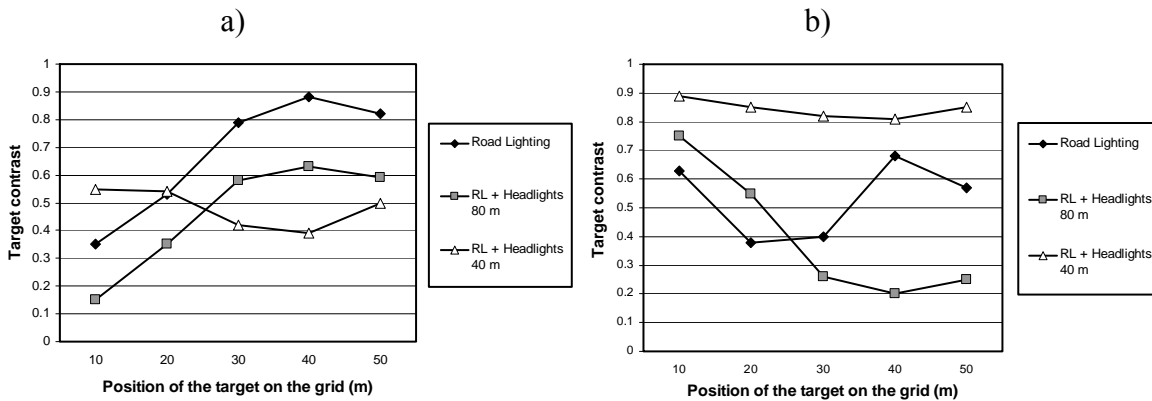 a)
1
0.9
0.8
0.7
0.6
0.5
0.4
0.3
0.2
0.1
0
Target contrast
10 20 30 40 50
Position of the target on the grid (m)
Road Lighting
RL + Headlights
80 m
RL + Headlights
40 m
b)
1
0.9
0.8
0.7
0.6
0.5
0.4
0.3
0.2
0.1
0
Target contrast
10 20 30 40 50
Position of the target on the grid (m)
Road Lighting
RL + Headlights
80 m
RL + Headlights
40 m